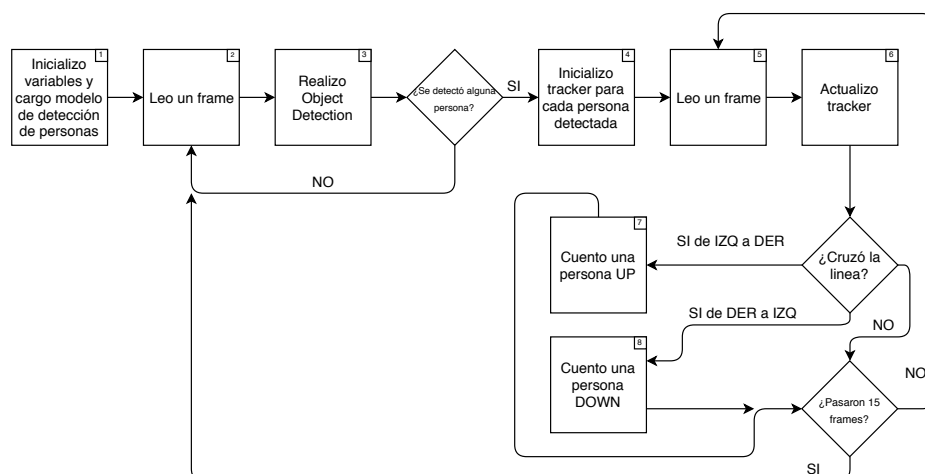 1
Inicializo
variables y
cargo modelo
de detección
de personas
2
Leo un frame
3
Realizo
Object
Detection
¿Se detectó alguna
persona?
SI
NO
4
Inicializo
tracker para
cada persona
detectada
5
Leo un frame
6
Actualizo
tracker
¿Cruzó la
linea?
SI de IZQ a DER
7
Cuento una
persona UP
SI de DER a IZQ
8
Cuento una
persona
DOWN
NO
¿Pasaron 15
frames?
NO
SI